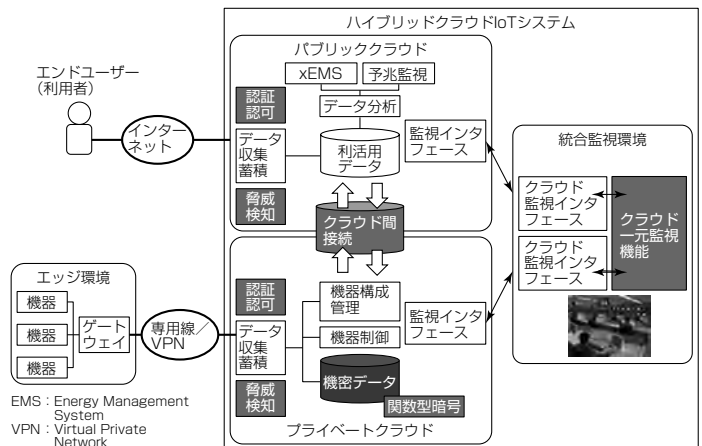 ハイブリッドクラウドIoTシステム
パブリッククラウド
エンドユーザー
(利用者)
インター
ネット
xEMS
予兆監視
データ分析
認証
認可
データ
収集
蓄積
脅威
検知
利活用
データ
監視インタ
フェース
クラウド間
接続
統合監視環境
クラウド
監視インタ
フェース
クラウド
監視インタ
フェース
クラウド
一元監視
機能
エッジ環境
機器
機器
機器
ゲート
ウェイ
専用線/
VPN
認証
認可
データ
収集
蓄積
脅威
検知
機器構成
管理
機器制御
機密データ
関数型暗号
監視インタ
フェース
プライベートクラウド
EMS:Energy Management
System
VPN:Virtual Private
Network